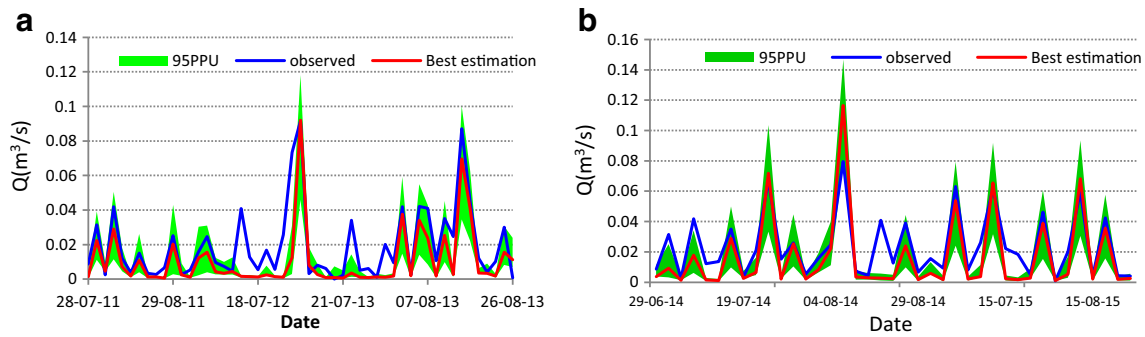 a
0.14
0.12
0.1
0.08
0.06
0.04
0.02
0
Q(m³/s)
95PPU observed Best estimation
28-07-11 29-08-11 18-07-12 21-07-13 07-08-13 26-08-13
Date
b
0.16
0.14
0.12
0.1
0.08
0.06
0.04
0.02
0
Q(m³/s)
95PPU observed Best estimation
29-06-14 19-07-14 04-08-14 29-08-14 15-07-15 15-08-15
Date